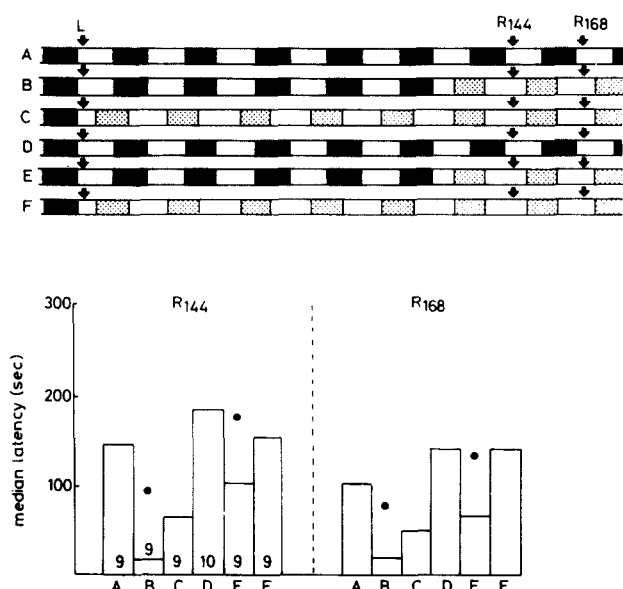 L R144 R168
A
B
C
D
E
F
R144 R168
300
200
100
median latency (sec)
9 9 9 10 9 9
A B C D E F A B C D E F